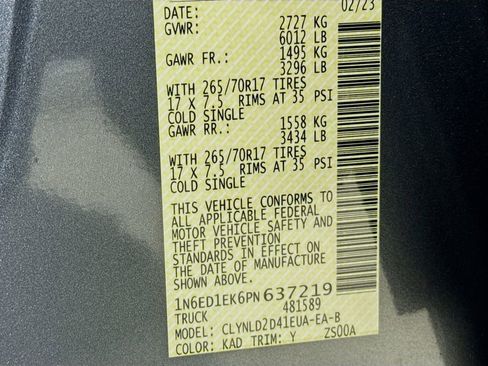 DATE: 02/23
GVWR: 2727 KG
6012 LB
GAWR FR.: 1495 KG
3296 LB
WITH 265/70R17 TIRES
17 X 7.5 RIMS AT 35 PSI
COLD SINGLE
GAWR RR.: 1558 KG
3434 LB
WITH 265/70R17 TIRES
17 X 7.5 RIMS AT 35 PSI
COLD SINGLE
THIS VEHICLE CONFORMS TO
ALL APPLICABLE FEDERAL
MOTOR VEHICLE SAFETY AND
THEFT PREVENTION
STANDARDS IN EFFECT ON
THE DATE OF MANUFACTURE
SHOWN ABOVE.
1N6ED1EK6PN637219
TRUCK 481589
MODEL: CLYNLD2D41EUA-EA-B
COLOR: KAD TRIM: Y ZS00A